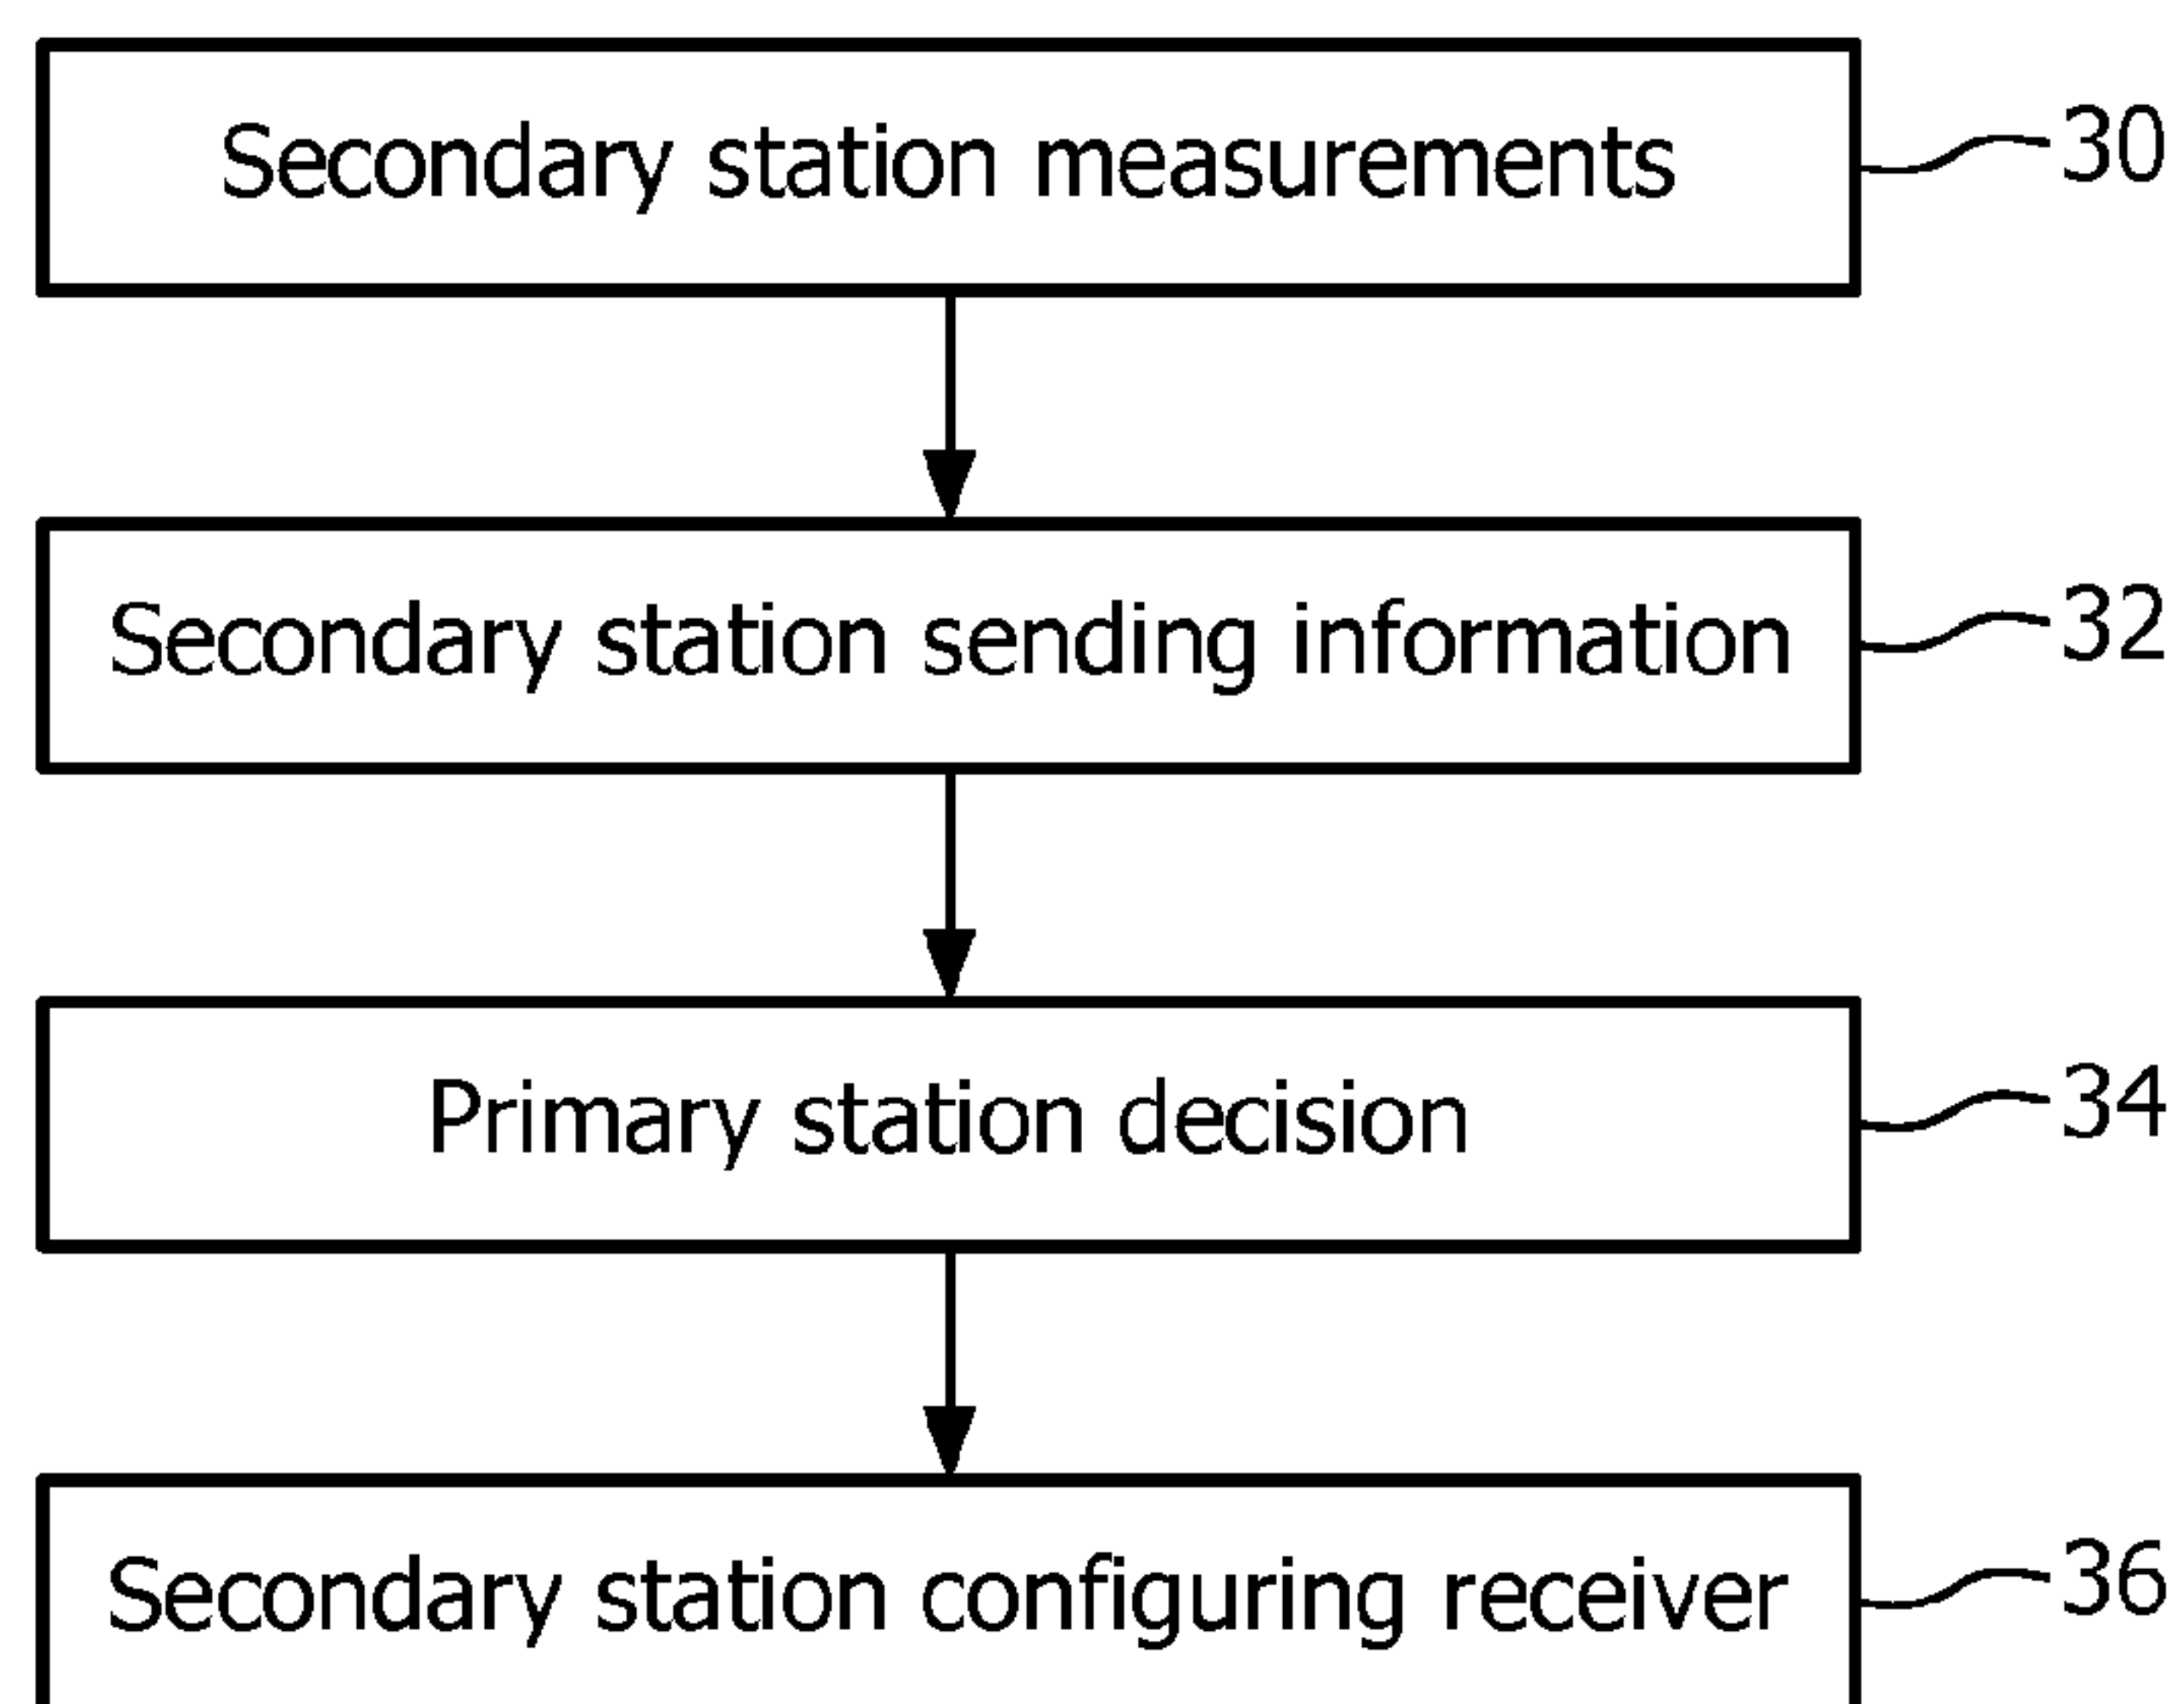 Secondary station measurements 30
Secondary station sending information 32
Primary station decision 34
Secondary station configuring receiver 36